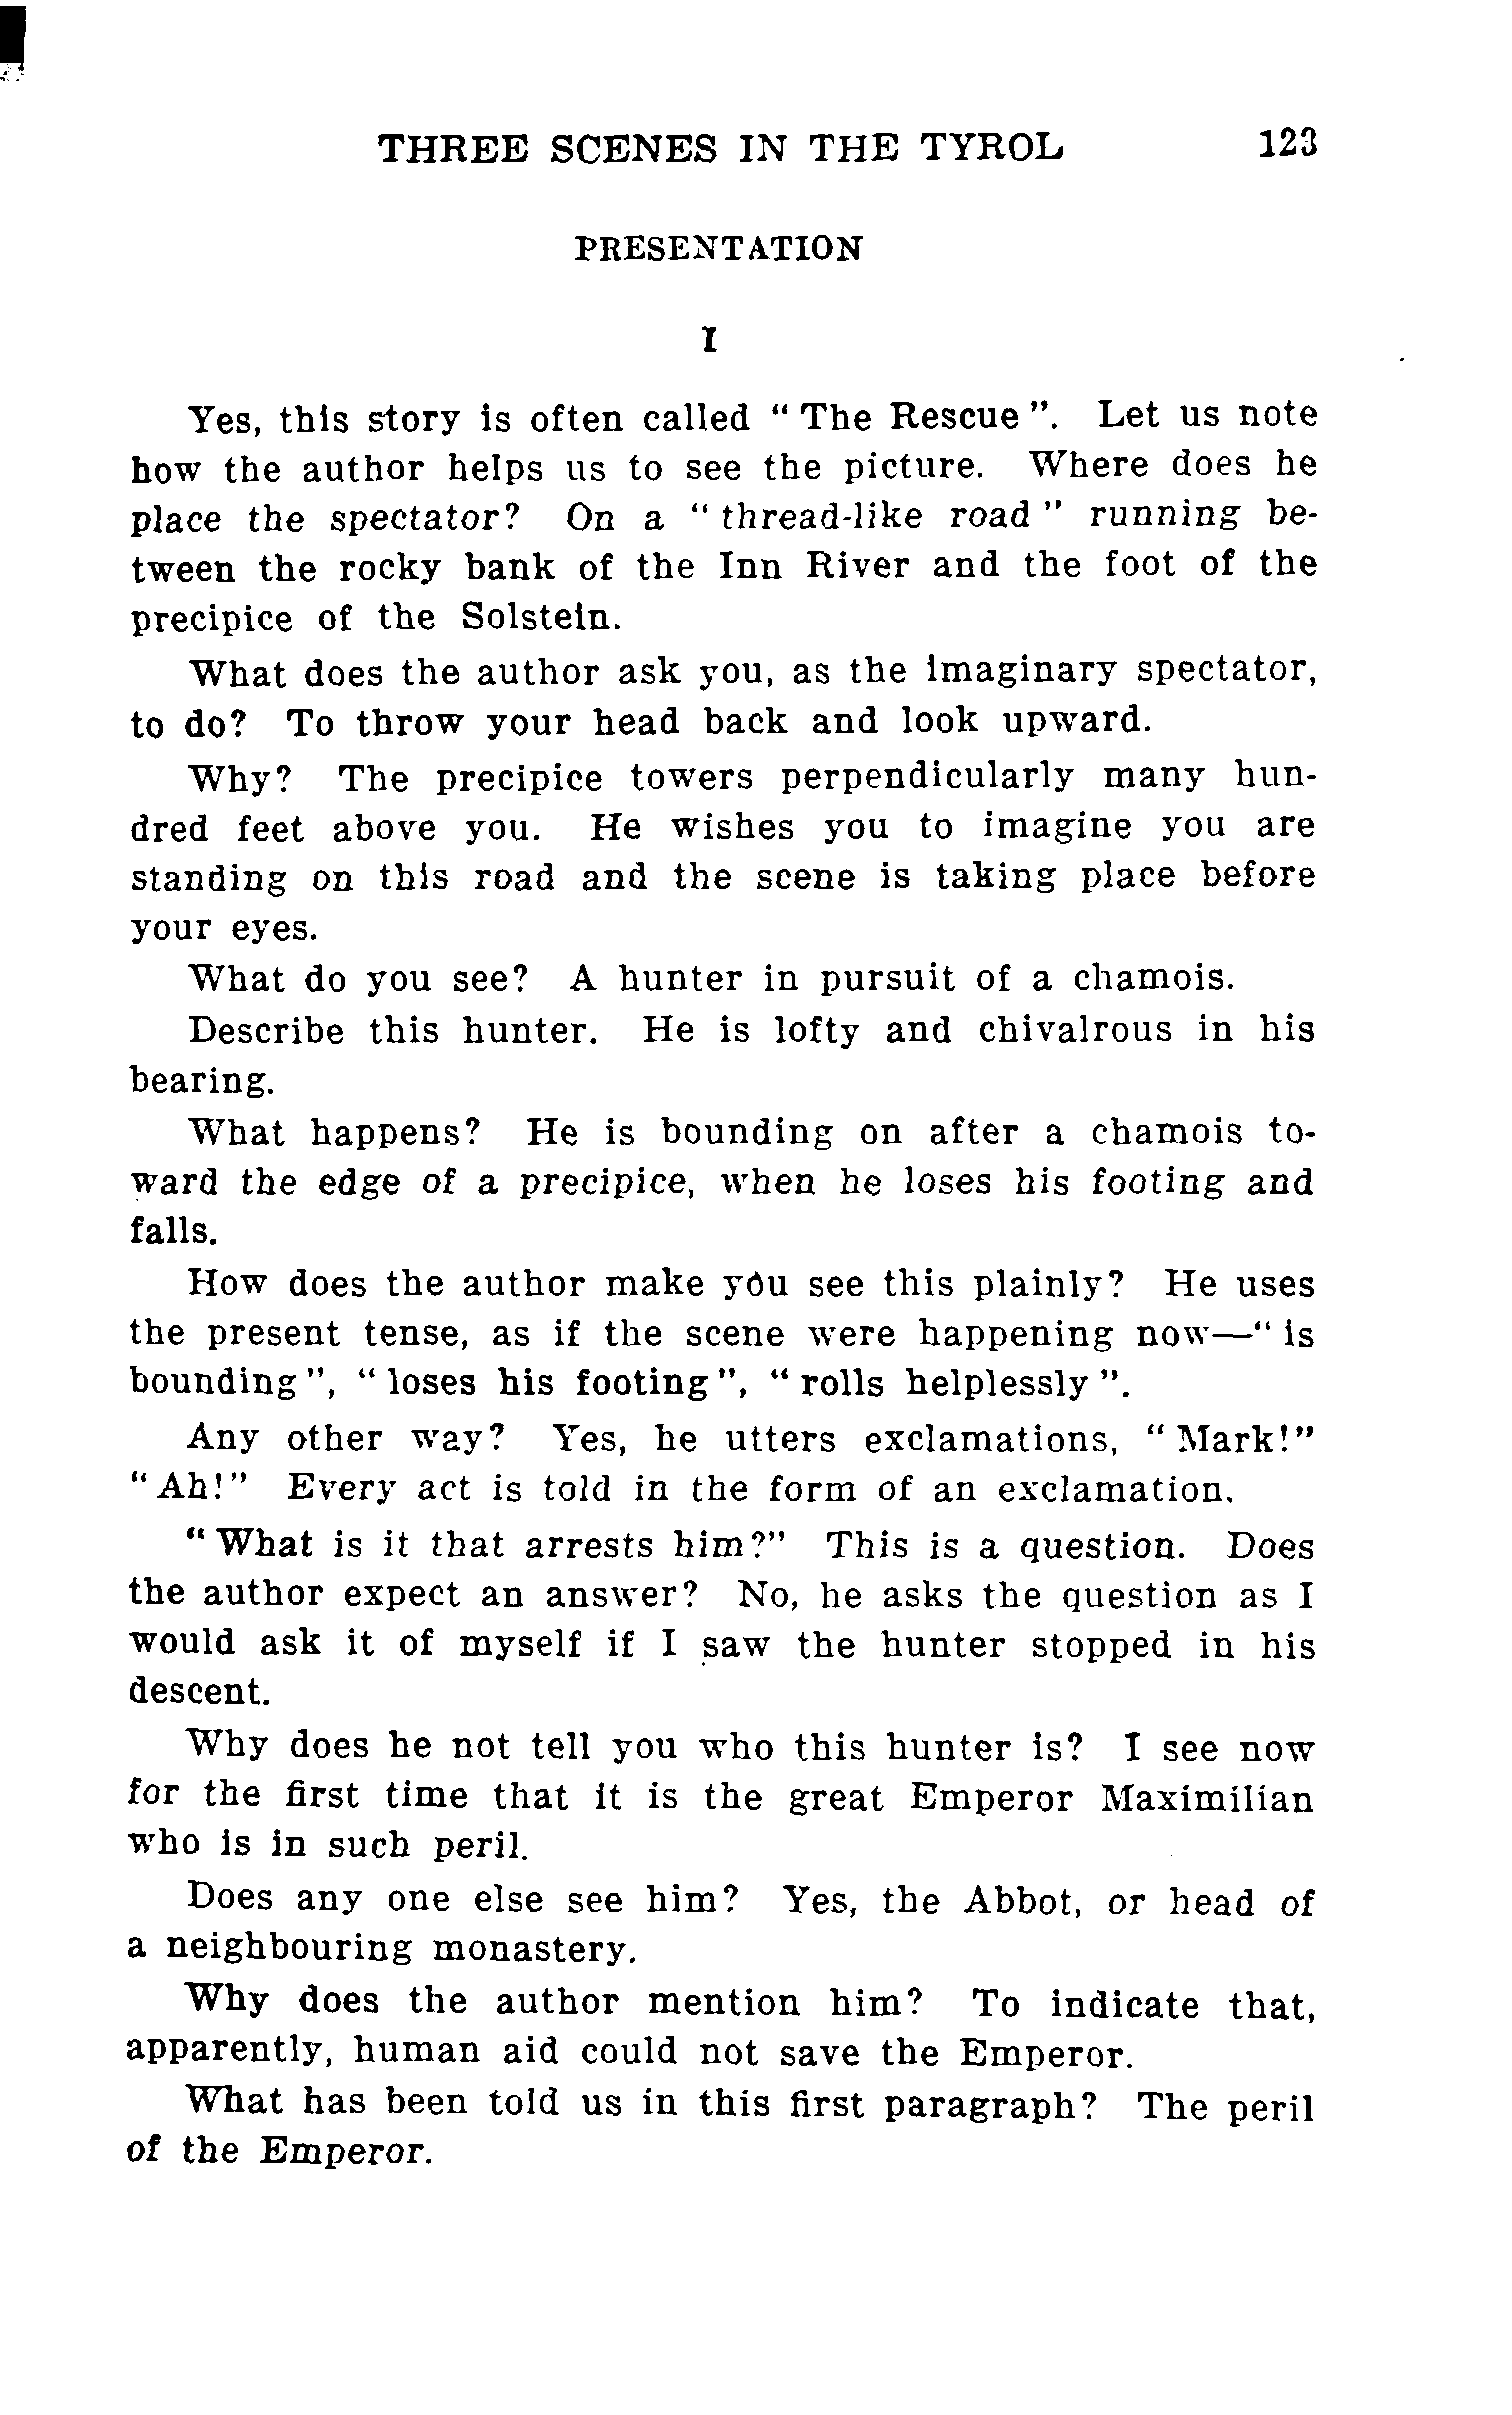 THREE SCENES IN THE TYROL 123
PRESENTATION
I
Yes, this story is often called " The Rescue ". Let us note
how the author helps us to see the picture. Where does he
place the spectator? On a " thread-like road " running be-
tween the rocky bank of the Inn River and the foot of the
precipice of the Solstein.
What does the author ask you, as the imaginary spectator,
to do? To throw your head back and look upward.
Why? The precipice towers perpendicularly many hun-
dred feet above you. He wishes you to imagine you are
standing on this road and the scene is taking place before
your eyes.
What do you see? A hunter in pursuit of a chamois.
Describe this hunter. He is lofty and chivalrous in his
bearing.
What happens? He is bounding on after a chamois to-
ward the edge of a precipice, when he loses his footing and
falls.
How does the author make you see this plainly? He uses
the present tense, as if the scene were happening now—" is
bounding ", " loses his footing ", " rolls helplessly ".
Any other way? Yes, he utters exclamations, " Mark!"
" Ah!" Every act is told in the form of an exclamation.
" What is it that arrests him?" This is a question. Does
the author expect an answer? No, he asks the question as I
would ask it of myself if I saw the hunter stopped in his
descent.
Why does he not tell you who this hunter is? I see now
for the first time that it is the great Emperor Maximilian
who is in such peril.
Does any one else see him? Yes, the Abbot, or head of
a neighbouring monastery.
Why does the author mention him? To indicate that,
apparently, human aid could not save the Emperor.
What has been told us in this first paragraph? The peril
of the Emperor.